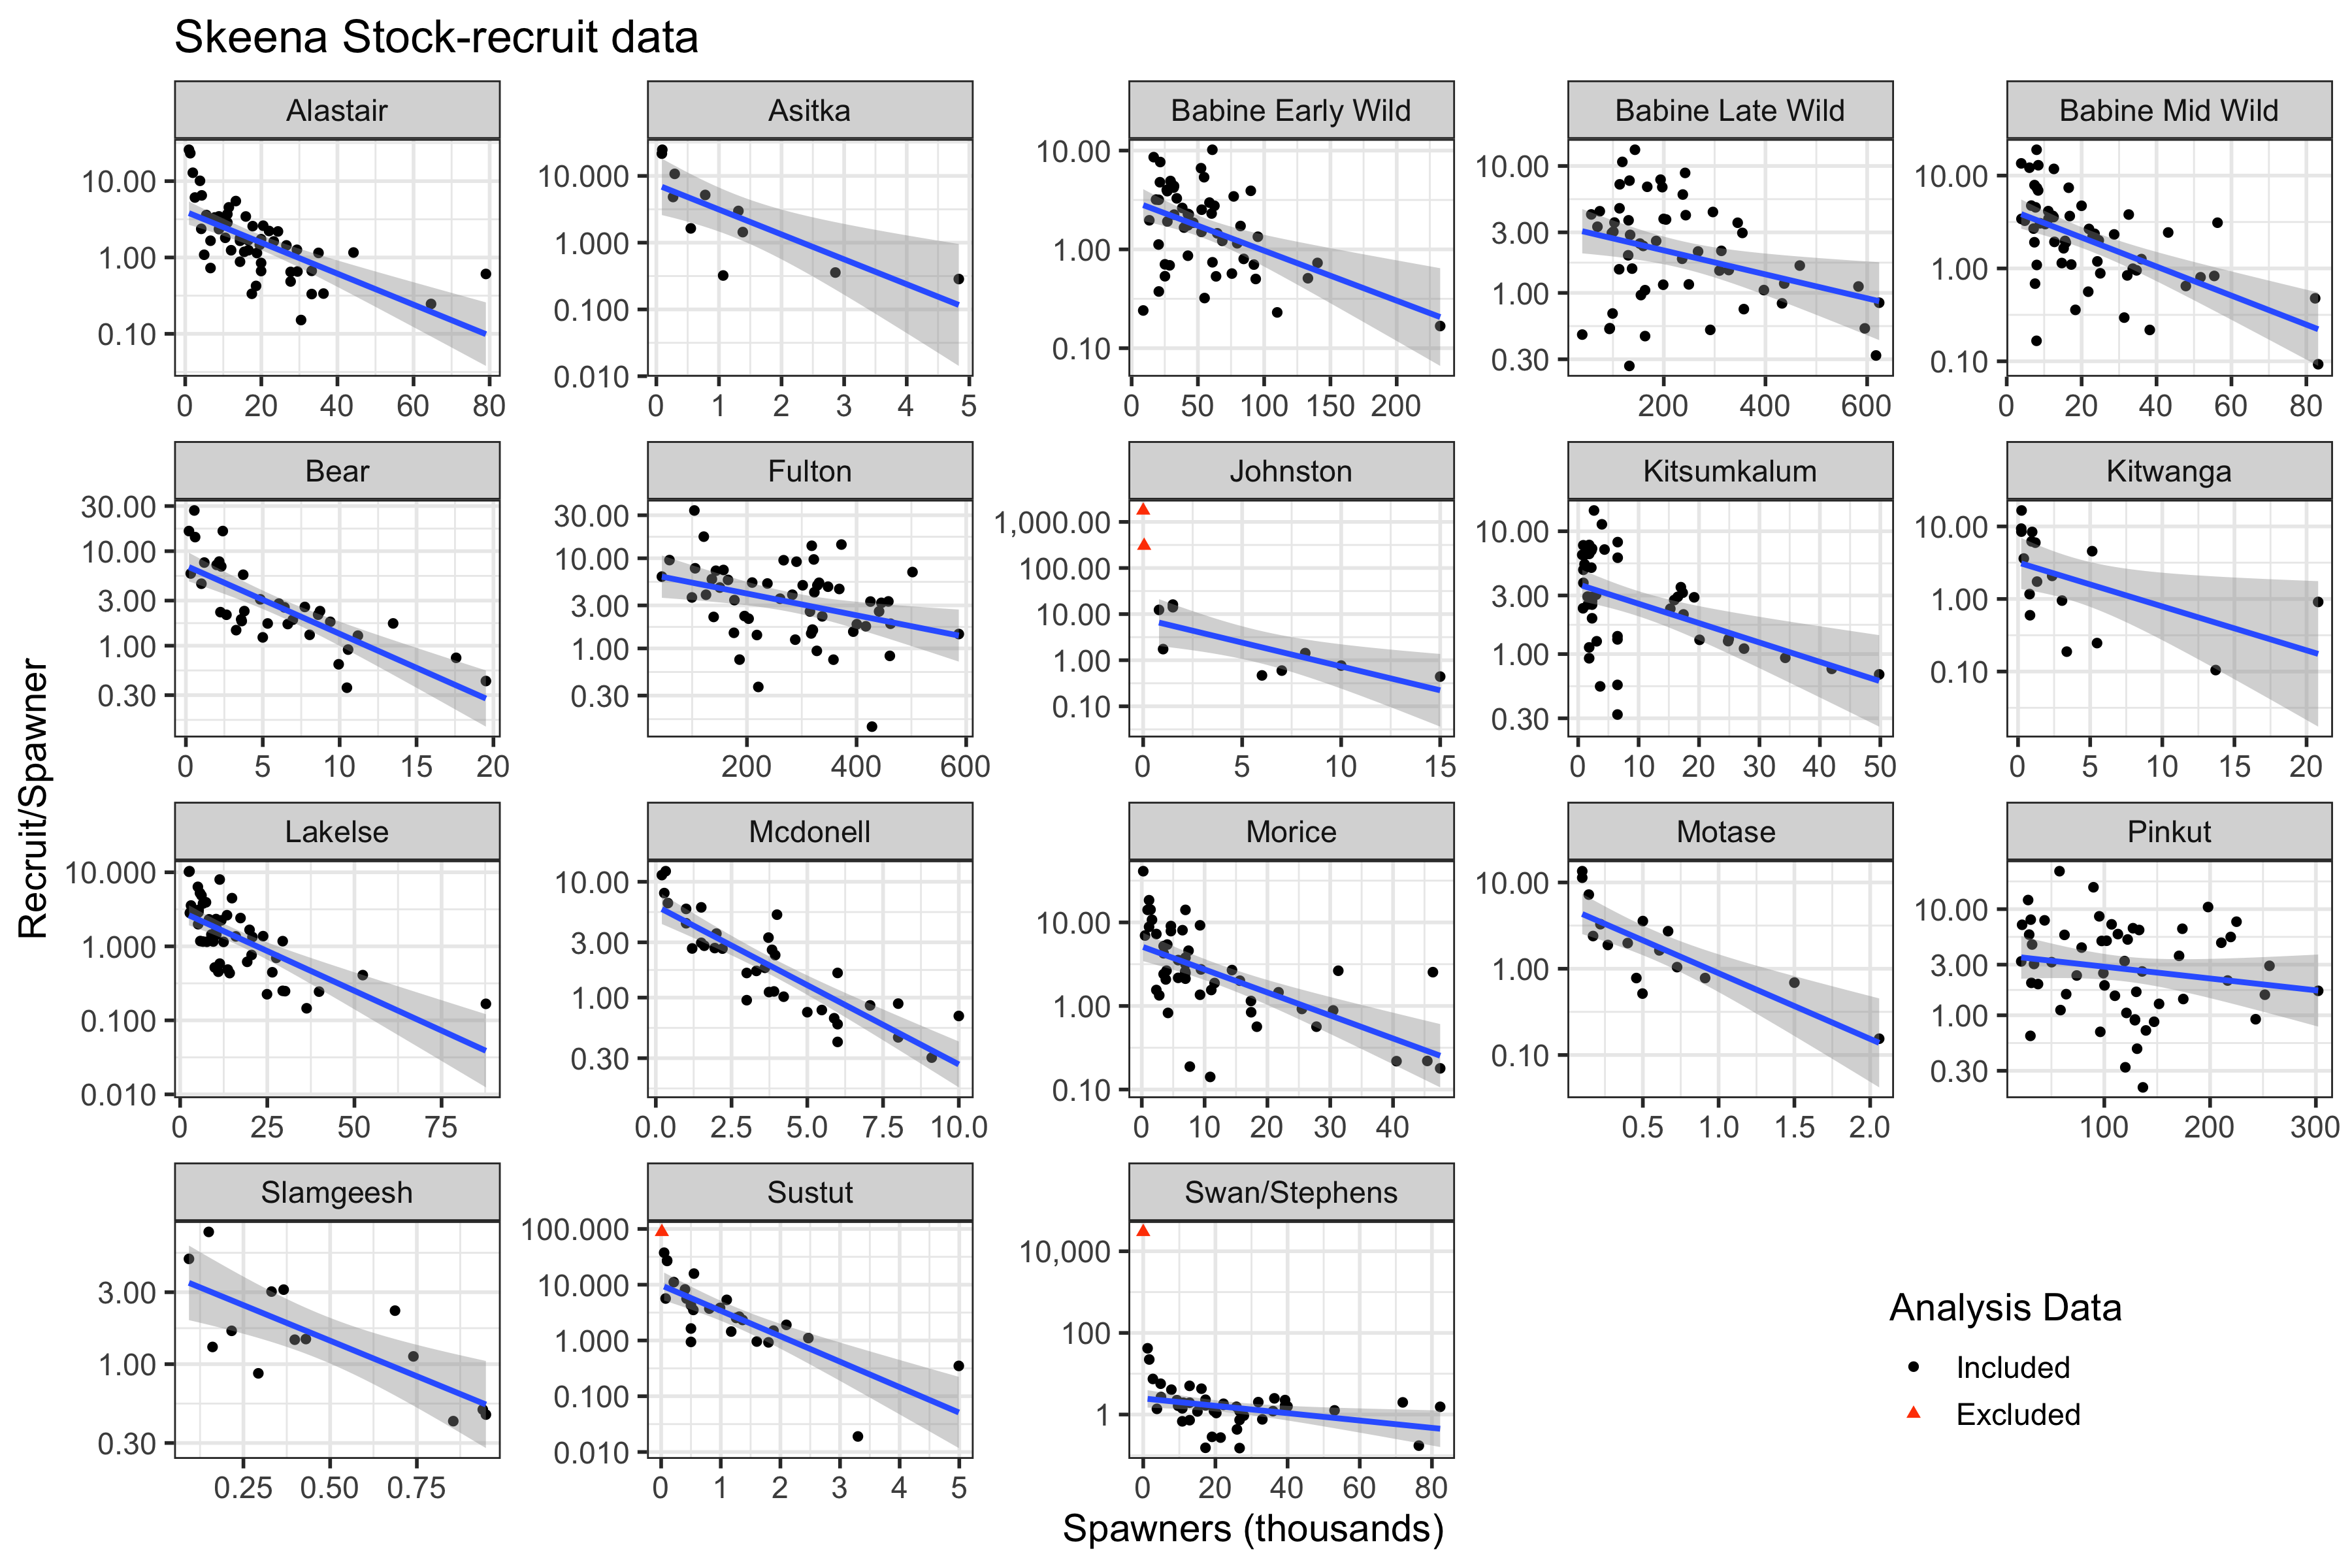 Skeena Stock-recruit data
Alastair
Asitka
Babine Early Wild
Babine Late Wild
Babine Mid Wild
10.00
1.00
0.10
10.000
1.000
0.100
0.010
10.00
1.00
0.10
10.00
3.00
1.00
0.30
10.00
1.00
0.10
0 20 40 60 80
0 1 2 3 4 5
0 50 100 150 200
200 400 600
0 20 40 60 80
Bear
Fulton
Johnston
Kitsumkalum
Kitwanga
30.00
10.00
3.00
1.00
0.30
30.00
10.00
3.00
1.00
0.30
1,000.00
100.00
10.00
1.00
0.10
10.00
3.00
1.00
0.30
10.00
1.00
0.10
0 5 10 15 20
200 400 600
0 5 10 15
0 10 20 30 40 50
0 5 10 15 20
Recruit/Spawner
Lakelse
Mcdonell
Morice
Motase
Pinkut
10.000
1.000
0.100
0.010
10.00
3.00
1.00
0.30
10.00
1.00
0.10
10.00
1.00
0.10
10.00
3.00
1.00
0.30
0 25 50 75
0.0 2.5 5.0 7.5 10.0
0 10 20 30 40
0.5 1.0 1.5 2.0
100 200 300
Slamgeesh
Sustut
Swan/Stephens
3.00
1.00
0.30
100.000
10.000
1.000
0.100
0.010
10,000
100
1
0.25 0.50 0.75
0 1 2 3 4 5
0 20 40 60 80
Spawners (thousands)
Analysis Data
Included
Excluded